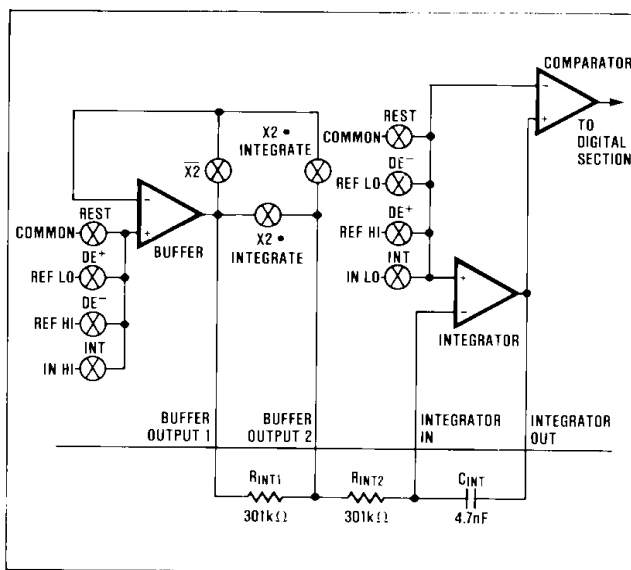 COMPARATOR
TO
DIGITAL
SECTION
REST
COMMON
DE⁻
REF LO
DE⁺
REF HI
INT
IN LO
INTEGRATOR
X2 •
INTEGRATE
X2
X2 •
INTEGRATE
BUFFER
REST
COMMON
DE⁺
REF LO
DE⁻
REF HI
INT
IN HI
BUFFER
OUTPUT 1
BUFFER
OUTPUT 2
INTEGRATOR
IN
INTEGRATOR
OUT
RINT1
301kΩ
RINT2
301kΩ
CINT
4.7nF